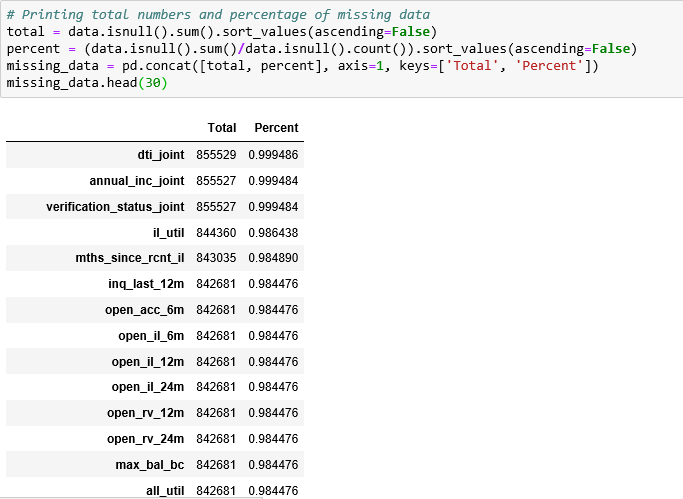 # Printing total numbers and percentage of missing data
total = data.isnull().sum().sort_values(ascending=False)
percent = (data.isnull().sum()/data.isnull().count()).sort_values(ascending=False)
missing_data = pd.concat([total, percent], axis=1, keys=['Total', 'Percent'])
missing_data.head(30)
Total Percent
dti_joint 855529 0.999486
annual_inc_joint 855527 0.999484
verification_status_joint 855527 0.999484
il_util 844360 0.986438
mths_since_rcnt_il 843035 0.984890
inq_last_12m 842681 0.984476
open_acc_6m 842681 0.984476
open_il_6m 842681 0.984476
open_il_12m 842681 0.984476
open_il_24m 842681 0.984476
open_rv_12m 842681 0.984476
open_rv_24m 842681 0.984476
max_bal_bc 842681 0.984476
all_util 842681 0.984476